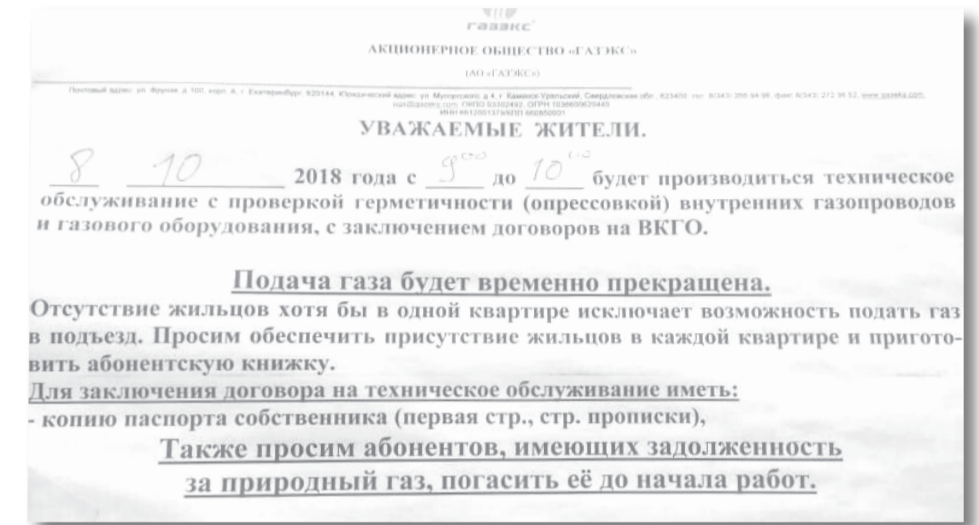 газэкс
АКЦИОНЕРНОЕ ОБЩЕСТВО «ГАЗЭКС»
(АО «ГАЗЭКС»)
УВАЖАЕМЫЕ ЖИТЕЛИ.
8 10 2018 года с 9 00 до 10 00 будет производиться техническое
обслуживание с проверкой герметичности (опрессовкой) внутренних газопроводов
и газового оборудования, с заключением договоров на ВКГО.
Подача газа будет временно прекращена.
Отсутствие жильцов хотя бы в одной квартире исключает возможность подать газ
в подъезд. Просим обеспечить присутствие жильцов в каждой квартире и пригото-
вить абонентскую книжку.
Для заключения договора на техническое обслуживание иметь:
- копию паспорта собственника (первая стр., стр. прописки),
Также просим абонентов, имеющих задолженность
за природный газ, погасить её до начала работ.